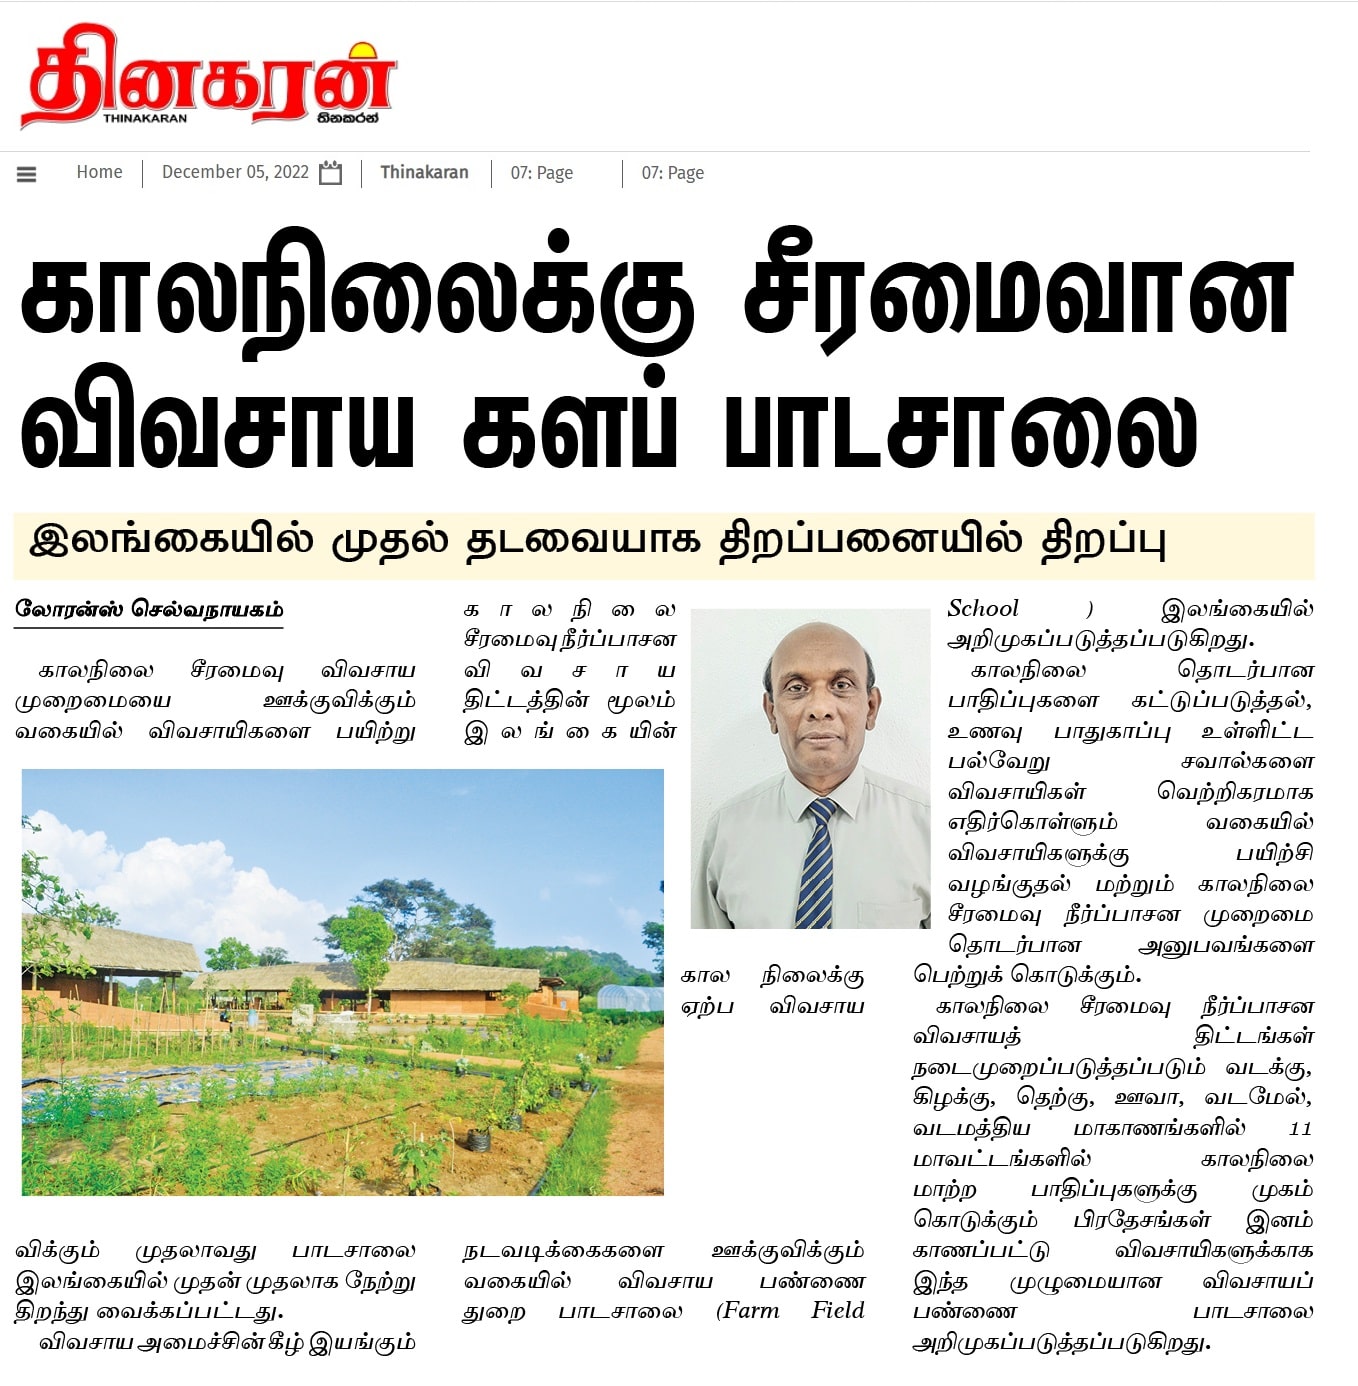 தினகரன்
THINAKARAN
තිනකරන්
Home
December 05, 2022
Thinakaran
07: Page
07: Page
காலநிலைக்கு சீரமைவான
விவசாய களப் பாடசாலை
இலங்கையில் முதல் தடவையாக திறப்பனையில் திறப்பு
லோரன்ஸ் செல்வநாயகம்
காலநிலை சீரமைவு விவசாய
முறைமையை ஊக்குவிக்கும்
வகையில் விவசாயிகளை பயிற்று
விக்கும் முதலாவது பாடசாலை
இலங்கையில் முதன் முதலாக நேற்று
திறந்து வைக்கப்பட்டது.
விவசாய அமைச்சின் கீழ் இயங்கும்
காலநிலை
சீரமைவு நீர்ப்பாசன
விவசாய
திட்டத்தின் மூலம்
இலங்கையின்
கால நிலைக்கு
ஏற்ப விவசாய
நடவடிக்கைகளை ஊக்குவிக்கும்
வகையில் விவசாய பண்ணை
துறை பாடசாலை (Farm Field
School ) இலங்கையில்
அறிமுகப்படுத்தப்படுகிறது.
காலநிலை தொடர்பான
பாதிப்புகளை கட்டுப்படுத்தல்,
உணவு பாதுகாப்பு உள்ளிட்ட
பல்வேறு சவால்களை
விவசாயிகள் வெற்றிகரமாக
எதிர்கொள்ளும் வகையில்
விவசாயிகளுக்கு பயிற்சி
வழங்குதல் மற்றும் காலநிலை
சீரமைவு நீர்ப்பாசன முறைமை
தொடர்பான அனுபவங்களை
பெற்றுக் கொடுக்கும்.
காலநிலை சீரமைவு நீர்ப்பாசன
விவசாயத் திட்டங்கள்
நடைமுறைப்படுத்தப்படும் வடக்கு,
கிழக்கு, தெற்கு, ஊவா, வடமேல்,
வடமத்திய மாகாணங்களில் 11
மாவட்டங்களில் காலநிலை
மாற்ற பாதிப்புகளுக்கு முகம்
கொடுக்கும் பிரதேசங்கள் இனம்
காணப்பட்டு விவசாயிகளுக்காக
இந்த முழுமையான விவசாயப்
பண்ணை பாடசாலை
அறிமுகப்படுத்தப்படுகிறது.